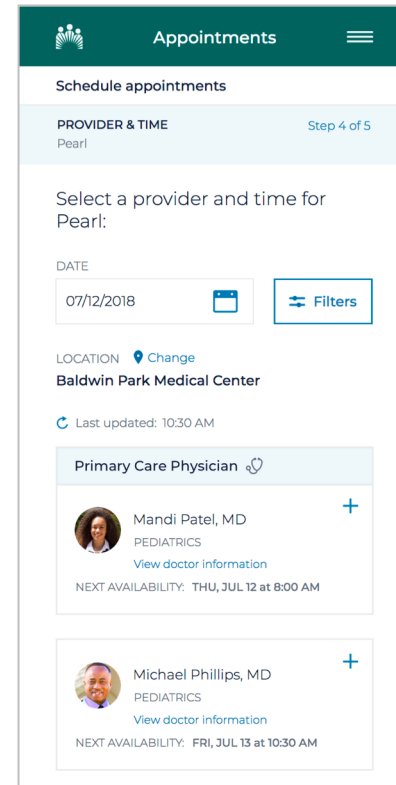 Appointments
Schedule appointments
PROVIDER & TIME
Step 4 of 5
Pearl
Select a provider and time for
Pearl:
DATE
07/12/2018
Filters
LOCATION Change
Baldwin Park Medical Center
Last updated: 10:30 AM
Primary Care Physician
Mandi Patel, MD
PEDIATRICS
View doctor information
NEXT AVAILABILITY: THU, JUL 12 at 8:00 AM
Michael Phillips, MD
PEDIATRICS
View doctor information
NEXT AVAILABILITY: FRI, JUL 13 at 10:30 AM